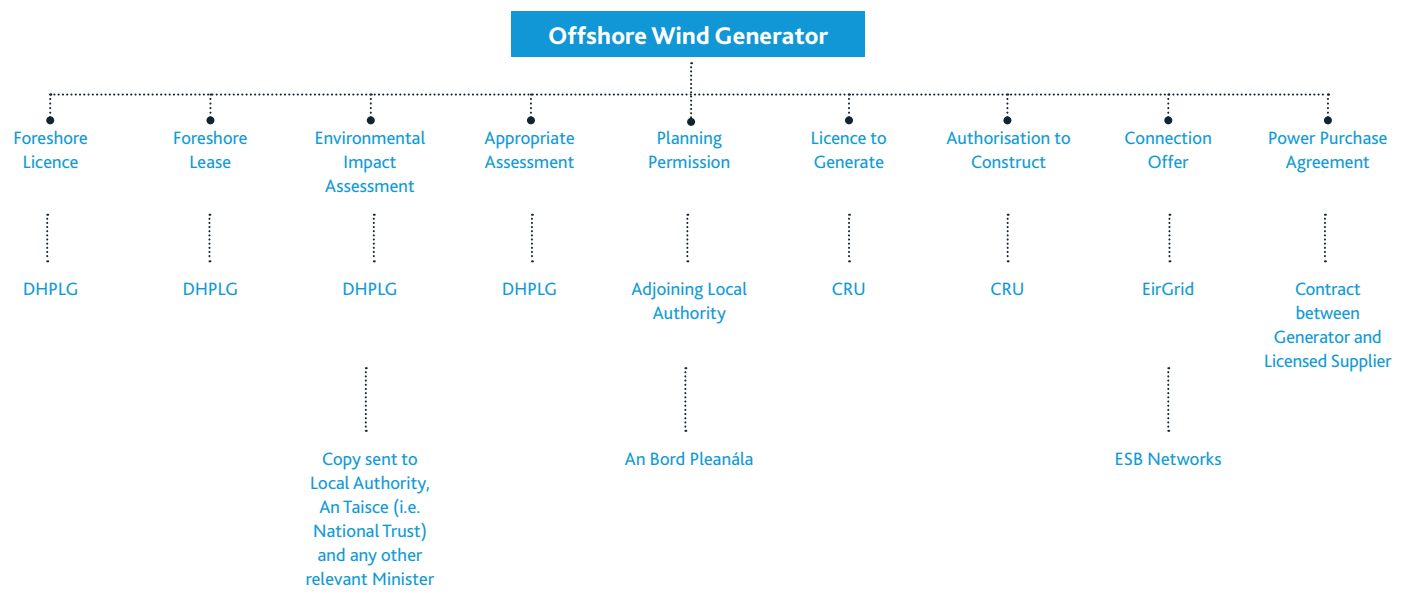 Offshore Wind Generator
Foreshore
Licence
Foreshore
Lease
Environmental
Impact
Assessment
Appropriate
Assessment
Planning
Permission
Licence to
Generate
Authorisation to
Construct
Connection
Offer
Power Purchase
Agreement
DHPLG
DHPLG
DHPLG
DHPLG
Adjoining Local
Authority
CRU
CRU
EirGrid
Contract
between
Generator and
Licensed Supplier
Copy sent to
Local Authority,
An Taisce (i.e.
National Trust)
and any other
relevant Minister
An Bord Pleanála
ESB Networks